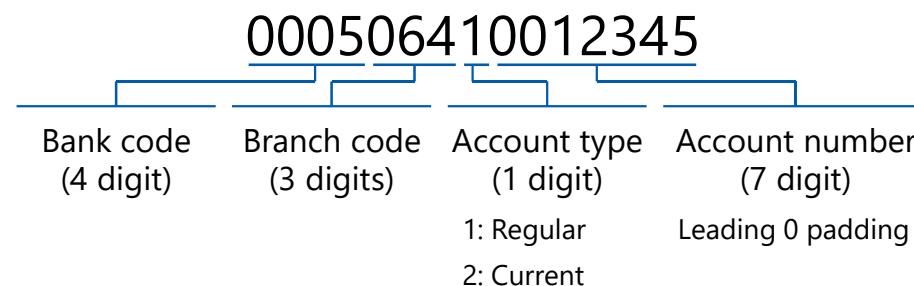 000506410012345
Bank code Branch code Account type Account number
(4 digit) (3 digits) (1 digit) (7 digit)
1: Regular Leading 0 padding
2: Current